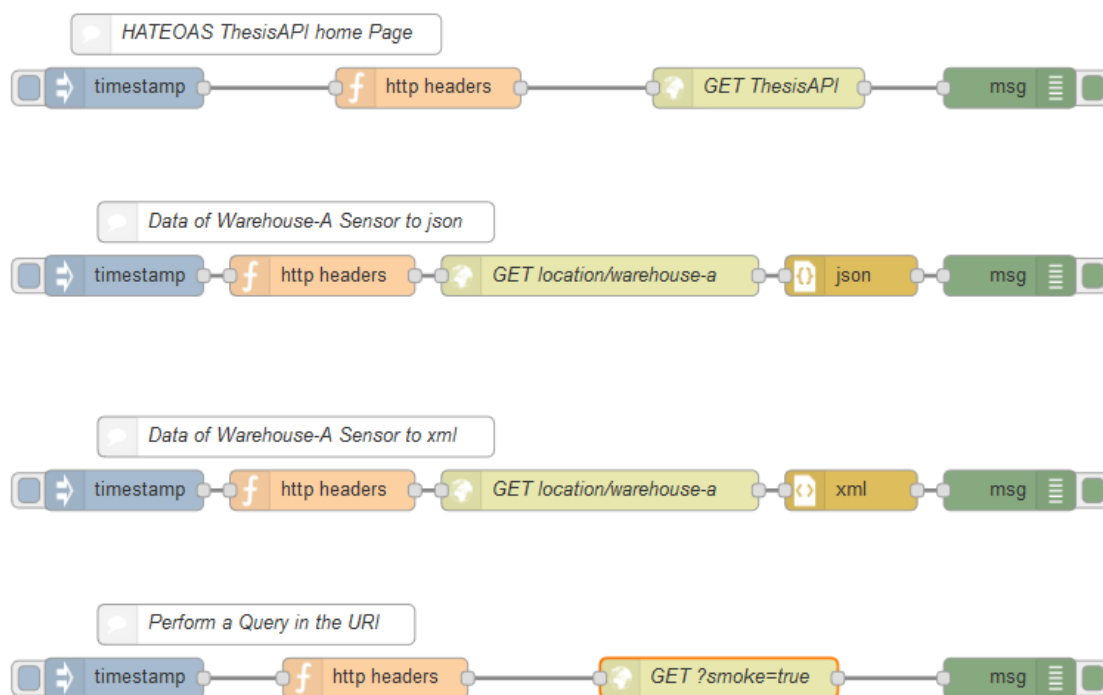 HATEOAS ThesisAPI home Page
timestamp http headers GET ThesisAPI msg
Data of Warehouse-A Sensor to json
timestamp http headers GET location/warehouse-a json msg
Data of Warehouse-A Sensor to xml
timestamp http headers GET location/warehouse-a xml msg
Perform a Query in the URI
timestamp http headers GET ?smoke=true msg